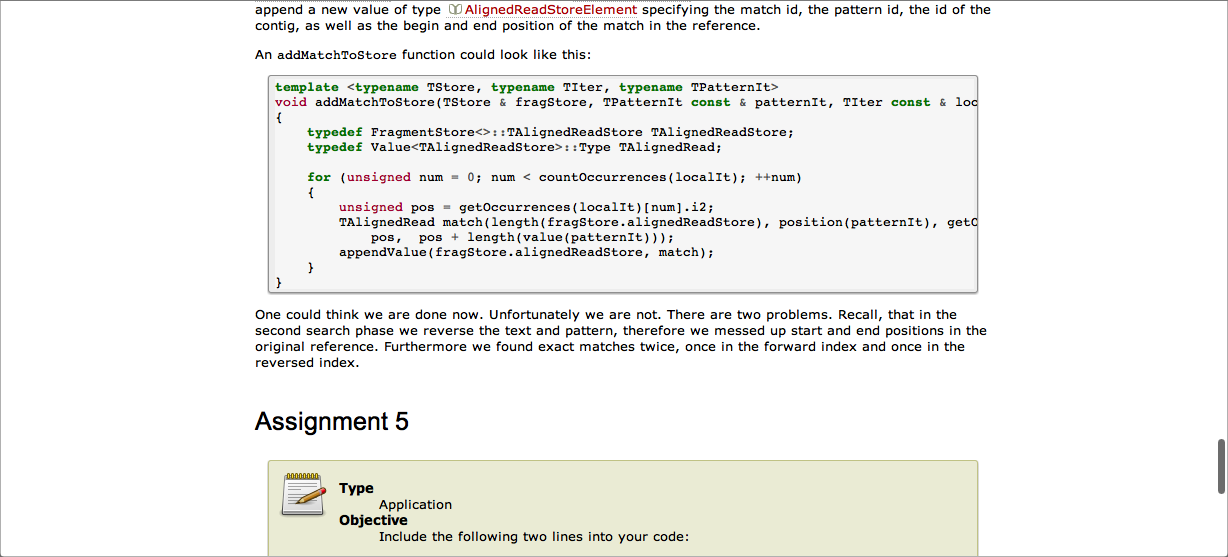 append a new value of type AlignedReadStoreElement specifying the match id, the pattern id, the id of the
contig, as well as the begin and end position of the match in the reference.
An addMatchToStore function could look like this:
template <typename TStore, typename TIter, typename TPatternIt>
void addMatchToStore(TStore & fragStore, TPatternIt const & patternIt, TIter const & loc
{
    typedef FragmentStore<>::TAlignedReadStore TAlignedReadStore;
    typedef Value<TAlignedReadStore>::Type TAlignedRead;
    for (unsigned num = 0; num < countOccurrences(localIt); ++num)
    {
        unsigned pos = getOccurrences(localIt)[num].i2;
        TAlignedRead match(length(fragStore.alignedReadStore), position(patternIt), getO
            pos,  pos + length(value(patternIt)));
        appendValue(fragStore.alignedReadStore, match);
    }
}
One could think we are done now. Unfortunately we are not. There are two problems. Recall, that in the
second search phase we reverse the text and pattern, therefore we messed up start and end positions in the
original reference. Furthermore we found exact matches twice, once in the forward index and once in the
reversed index.
Assignment 5
Type
Application
Objective
Include the following two lines into your code: